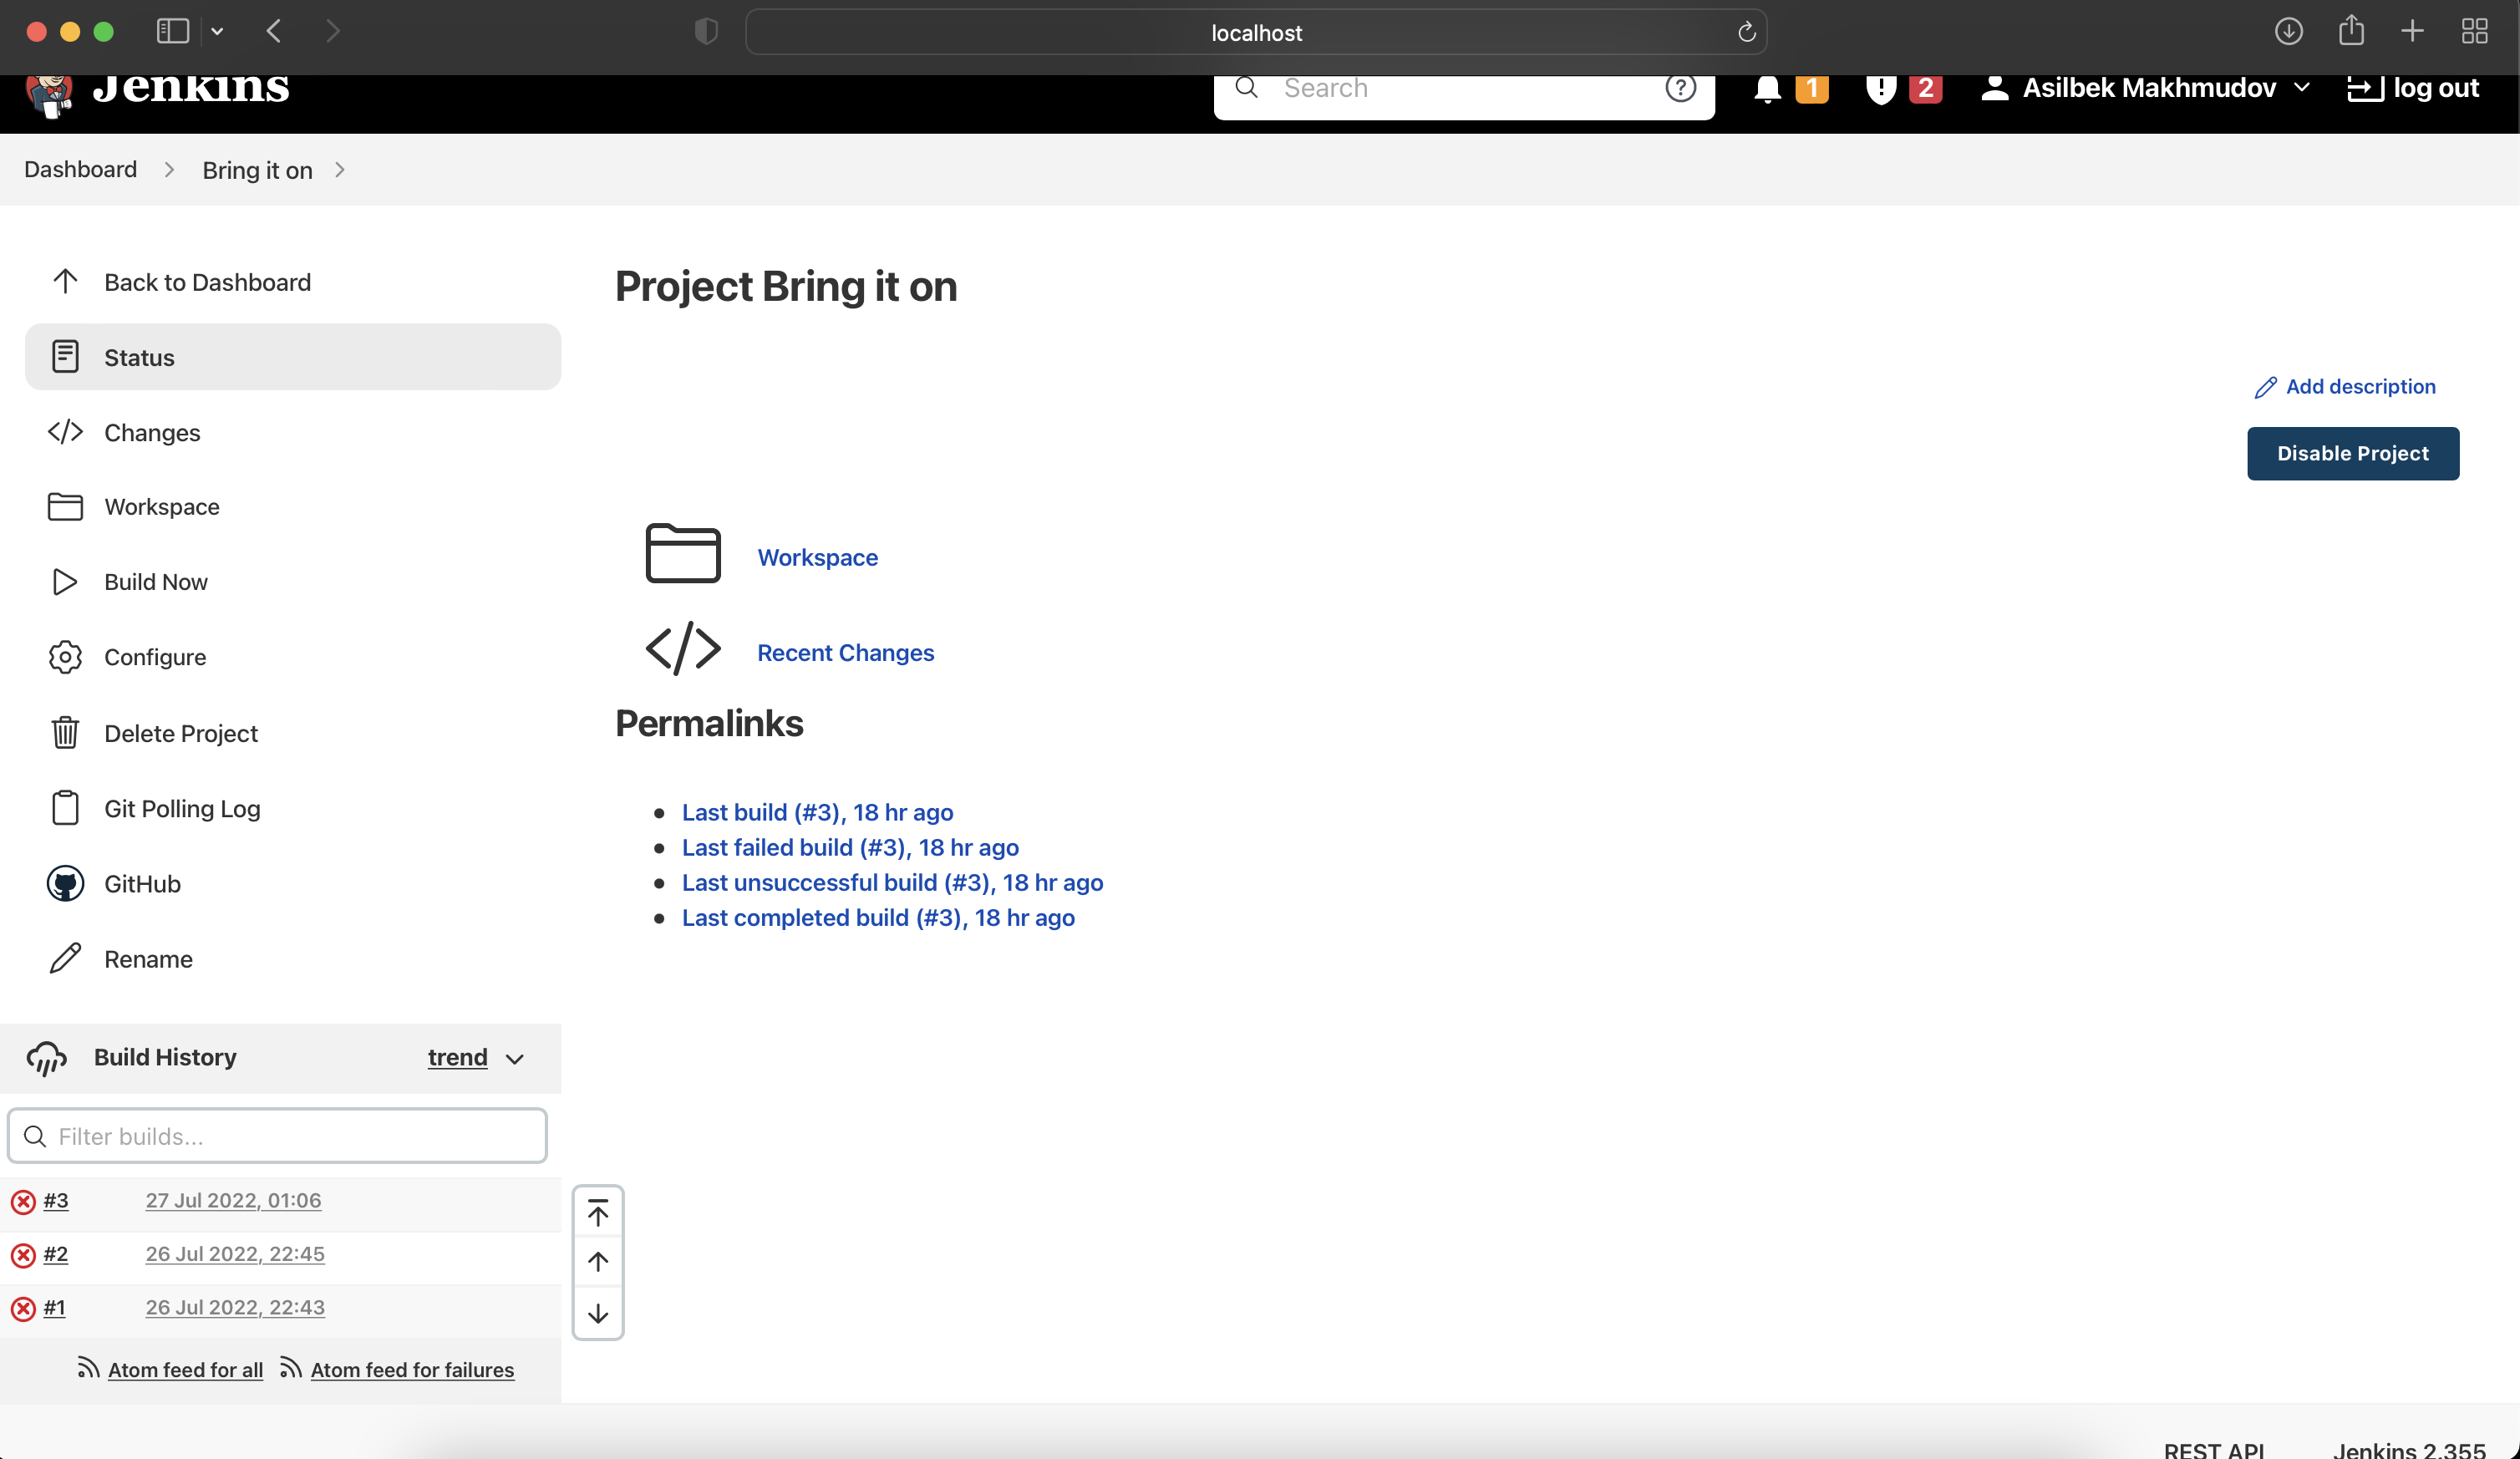 localhost
Jenkins
Search
1
2
Asilbek Makhmudov
log out
Dashboard
Bring it on
Back to Dashboard
Status
Changes
Workspace
Build Now
Configure
Delete Project
Git Polling Log
GitHub
Rename
Build History
trend
Filter builds...
#3 27 Jul 2022, 01:06
#2 26 Jul 2022, 22:45
#1 26 Jul 2022, 22:43
Atom feed for all Atom feed for failures
Project Bring it on
Add description
Disable Project
Workspace
Recent Changes
Permalinks
Last build (#3), 18 hr ago
Last failed build (#3), 18 hr ago
Last unsuccessful build (#3), 18 hr ago
Last completed build (#3), 18 hr ago
REST API
Jenkins 2.355